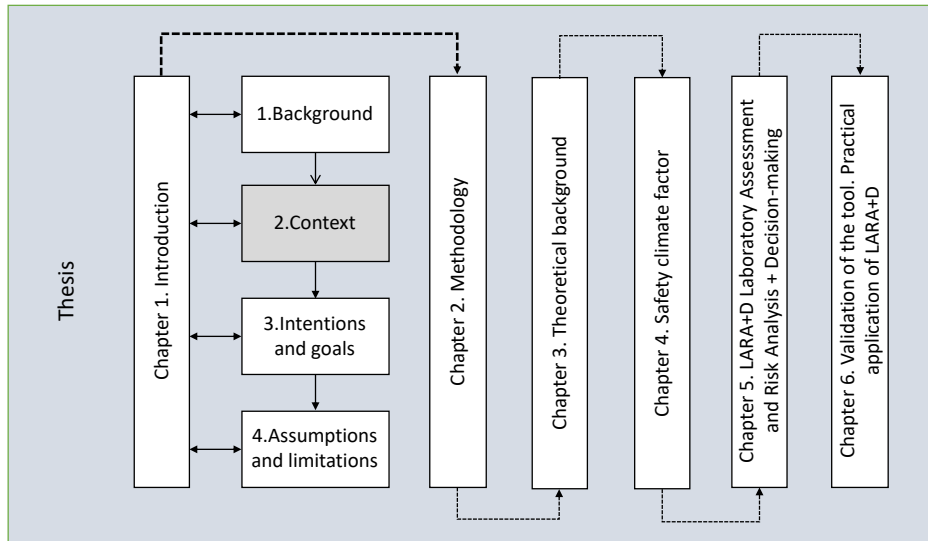 Thesis
Chapter 1. Introduction
1.Background
2.Context
3.Intentions
and goals
4.Assumptions
and limitations
Chapter 2. Methodology
Chapter 3. Theoretical background
Chapter 4. Safety climate factor
Chapter 5. LARA+D Laboratory Assessment
and Risk Analysis + Decision-making
Chapter 6. Validation of the tool. Practical
application of LARA+D